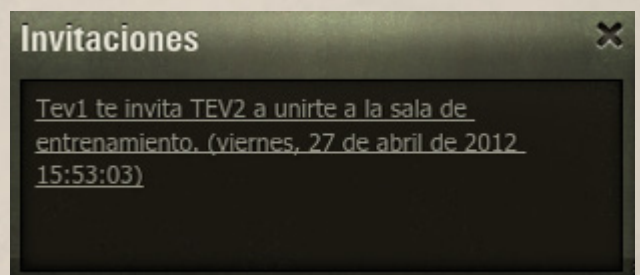 Invitaciones
Tev1 te invita TEV2 a unirte a la sala de
entrenamiento. (viernes, 27 de abril de 2012
15:53:03)